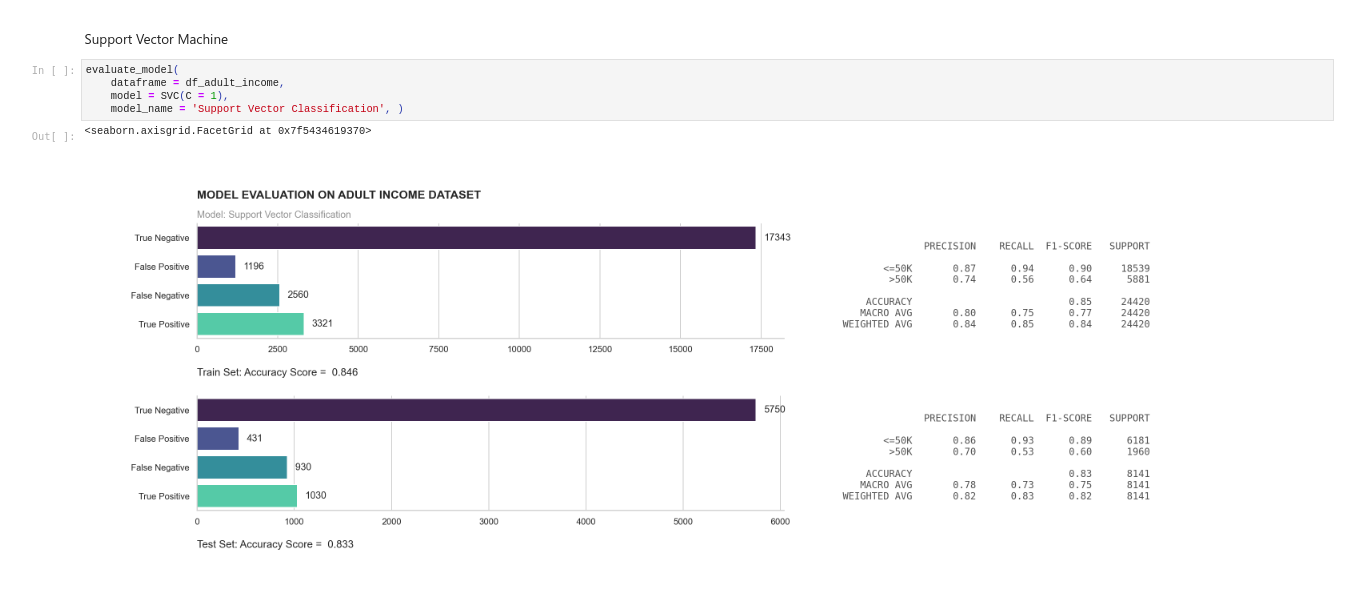 Support Vector Machine
In [ ]:
evaluate_model(
dataframe = df_adult_income,
model = SVC(C = 1),
model_name = 'Support Vector Classification', )
Out[ ]:
<seaborn.axisgrid.FacetGrid at 0x7f5434619370>
MODEL EVALUATION ON ADULT INCOME DATASET
Model: Support Vector Classification
True Negative 17343
False Positive 1196
False Negative 2560
True Positive 3321
0 2500 5000 7500 10000 12500 15000 17500
Train Set: Accuracy Score = 0.846
PRECISION RECALL F1-SCORE SUPPORT
<=50K 0.87 0.94 0.90 18539
>50K 0.74 0.56 0.64 5881
ACCURACY 0.85 24420
MACRO AVG 0.80 0.75 0.77 24420
WEIGHTED AVG 0.84 0.85 0.84 24420
True Negative 5750
False Positive 431
False Negative 930
True Positive 1030
0 1000 2000 3000 4000 5000 6000
Test Set: Accuracy Score = 0.833
PRECISION RECALL F1-SCORE SUPPORT
<=50K 0.86 0.93 0.89 6181
>50K 0.70 0.53 0.60 1960
ACCURACY 0.83 8141
MACRO AVG 0.78 0.73 0.75 8141
WEIGHTED AVG 0.82 0.83 0.82 8141